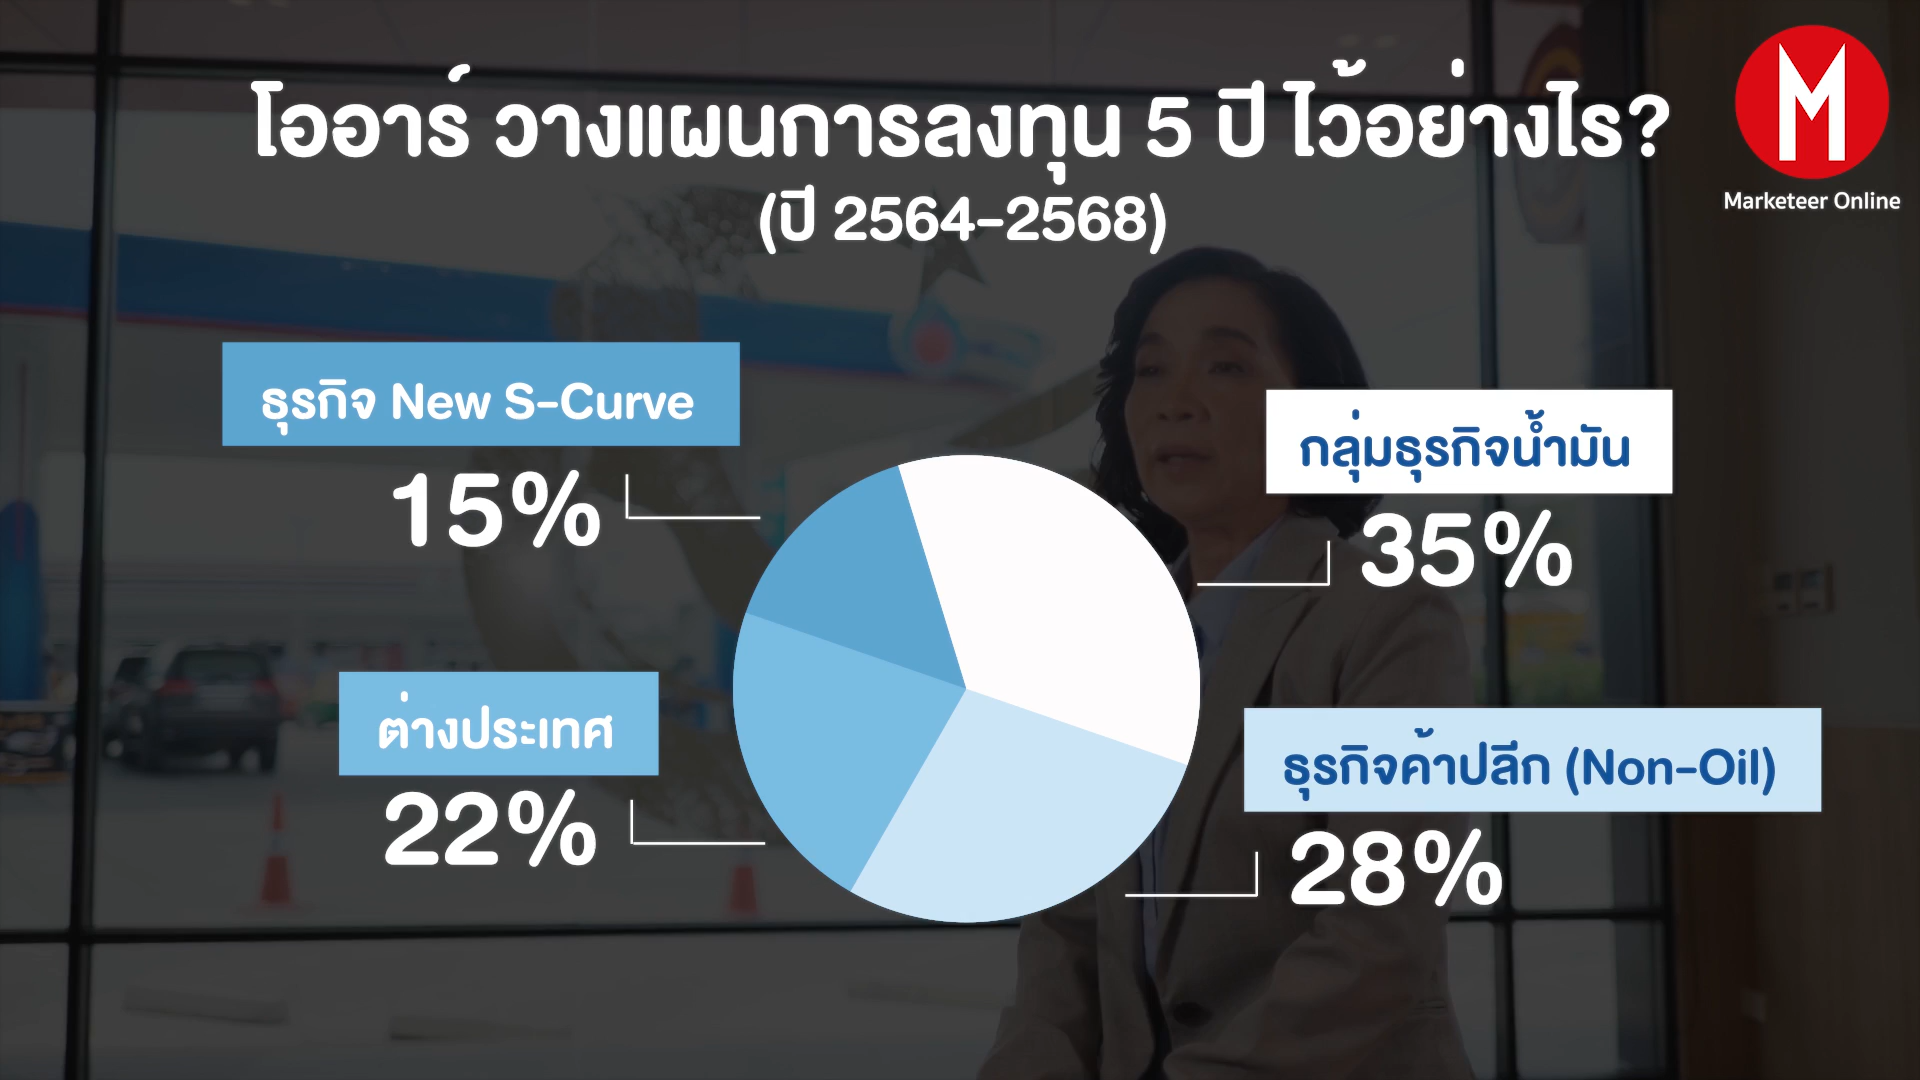 โออาร์ วางแผนการลงทุน 5 ปี ไว้อย่างไร?
(ปี 2564-2568)
M
Marketeer Online
ธุรกิจ New S-Curve
15%
กลุ่มธุรกิจน้ำมัน
35%
ต่างประเทศ
22%
ธุรกิจค้าปลีก (Non-Oil)
28%